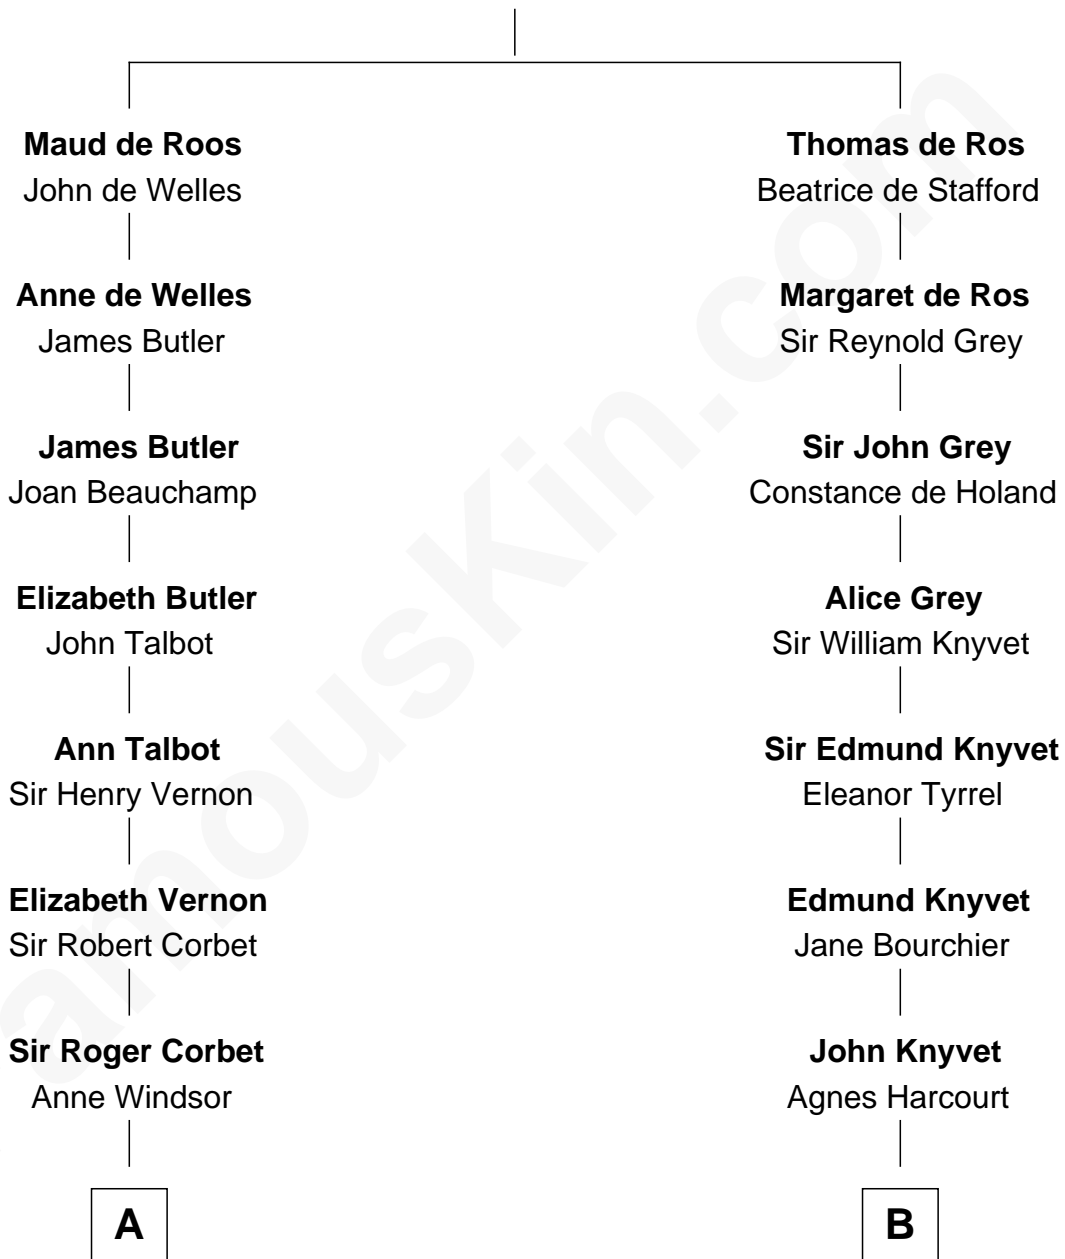 Maud de Roos
John de Welles
Thomas de Ros
Beatrice de Stafford
Anne de Welles
James Butler
Margaret de Ros
Sir Reynold Grey
James Butler
Joan Beauchamp
Sir John Grey
Constance de Holand
Elizabeth Butler
John Talbot
Alice Grey
Sir William Knyvet
Ann Talbot
Sir Henry Vernon
Sir Edmund Knyvet
Eleanor Tyrrel
Elizabeth Vernon
Sir Robert Corbet
Edmund Knyvet
Jane Bourchier
Sir Roger Corbet
Anne Windsor
John Knyvet
Agnes Harcourt
A
B
amousKin.com